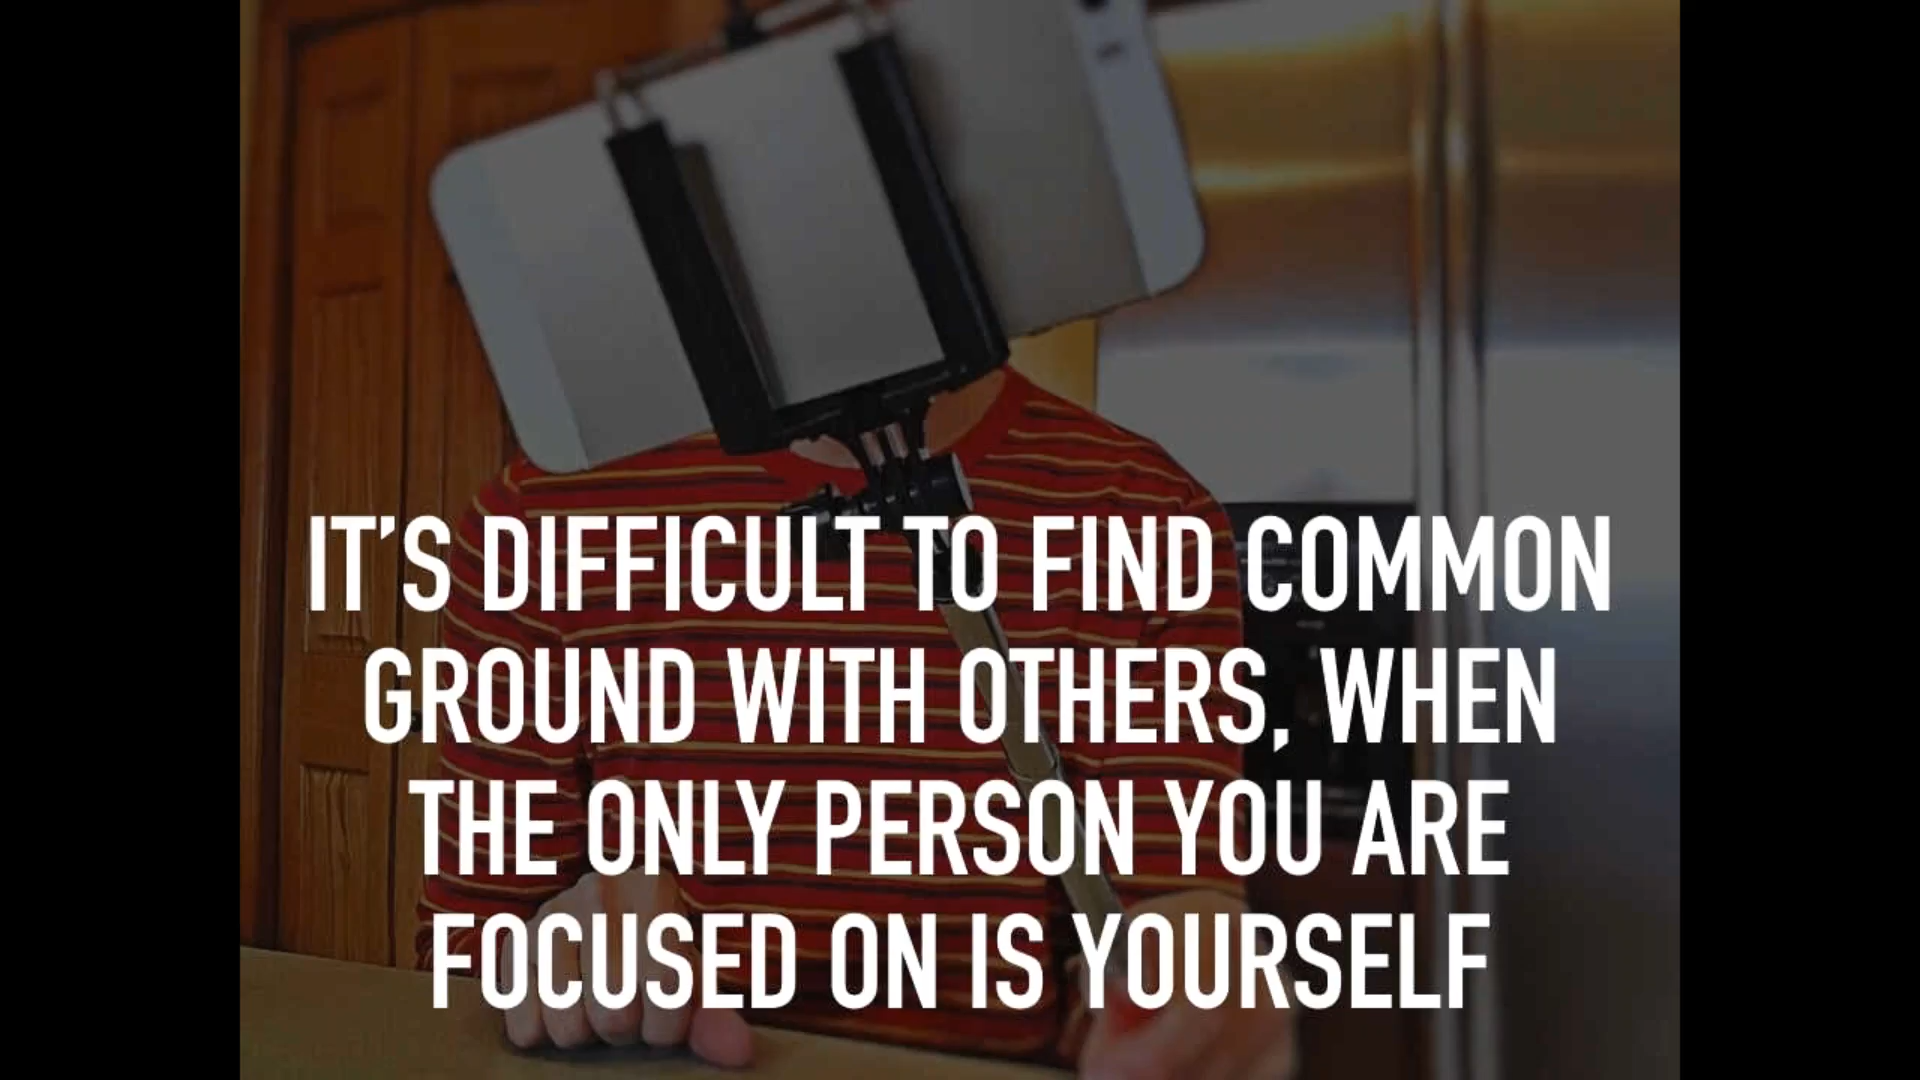 IT'S DIFFICULT TO FIND COMMON
GROUND WITH OTHERS, WHEN
THE ONLY PERSON YOU ARE
FOCUSED ON IS YOURSELF